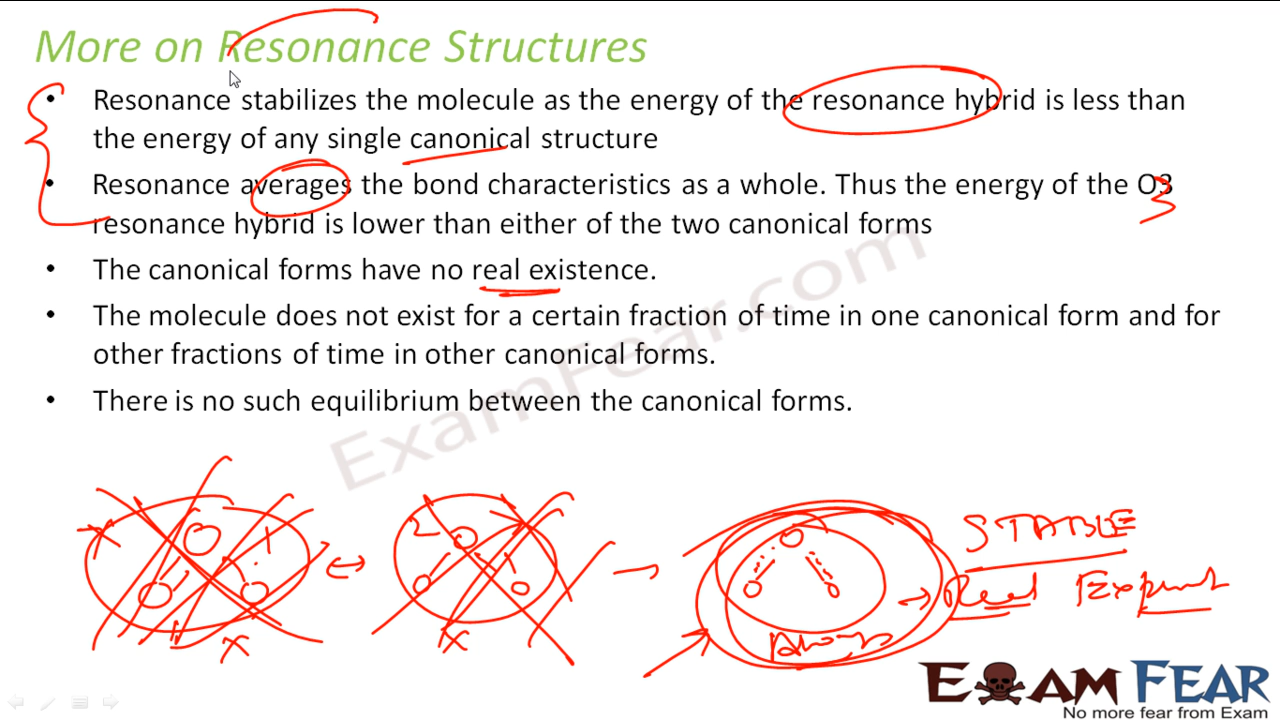 More on Resonance Structures
• Resonance stabilizes the molecule as the energy of the resonance hybrid is less than
the energy of any single canonical structure
• Resonance averages the bond characteristics as a whole. Thus the energy of the O3
resonance hybrid is lower than either of the two canonical forms
• The canonical forms have no real existence.
• The molecule does not exist for a certain fraction of time in one canonical form and for
other fractions of time in other canonical forms.
• There is no such equilibrium between the canonical forms.
ExamFear.com
1
2
STABLE
Real
EXAM FEAR
No more fear from Exam